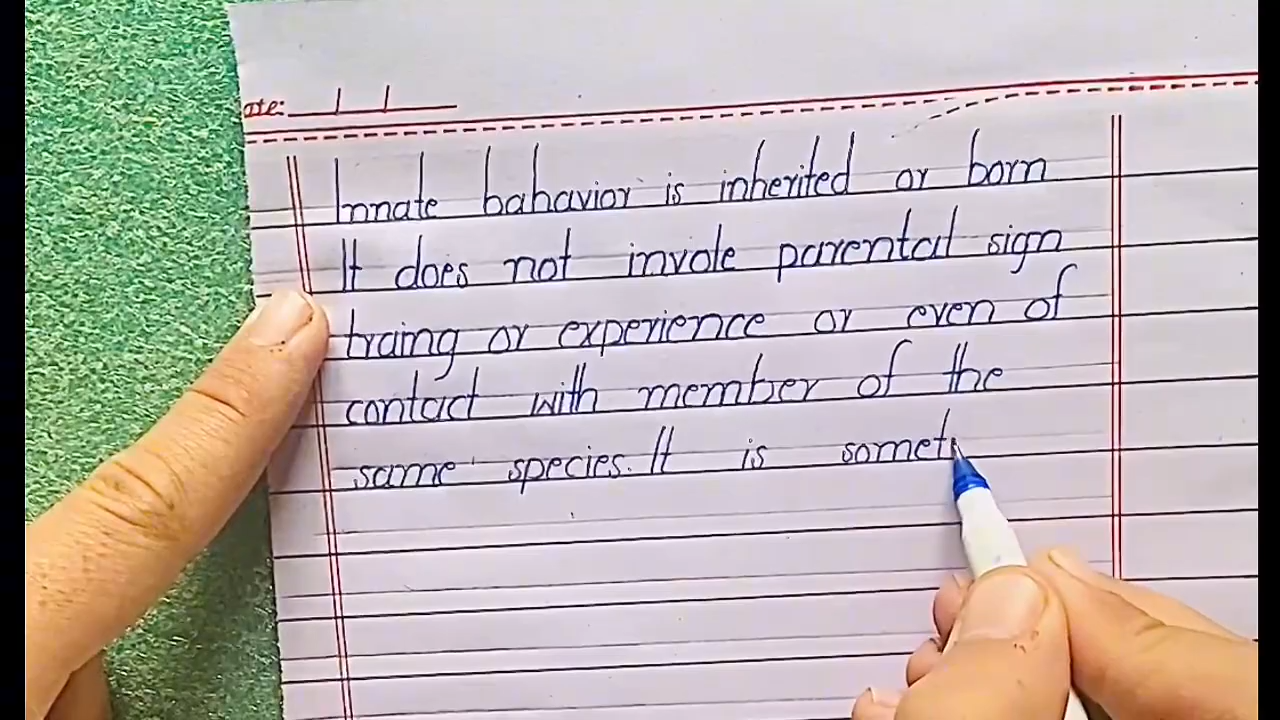 ate:
Innate bahavior is inherited or born
It does not invole parental sign
traing or experience or even of
contact with member of the
same species. It is somet